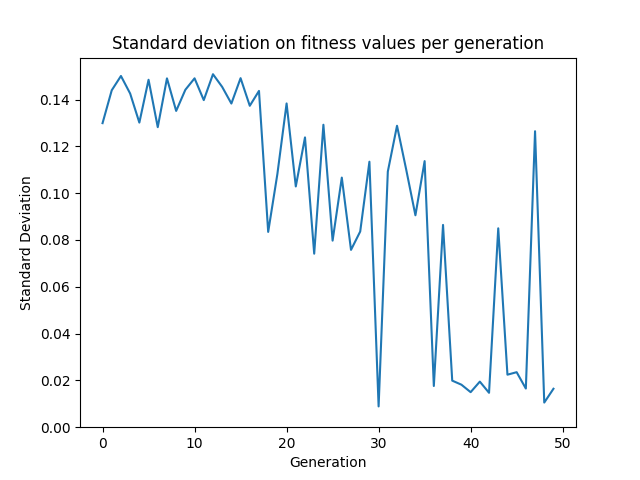 Standard deviation on fitness values per generation
0.14
0.12
0.10
0.08
0.06
0.04
0.02
0.00
Standard Deviation
0 10 20 30 40 50
Generation